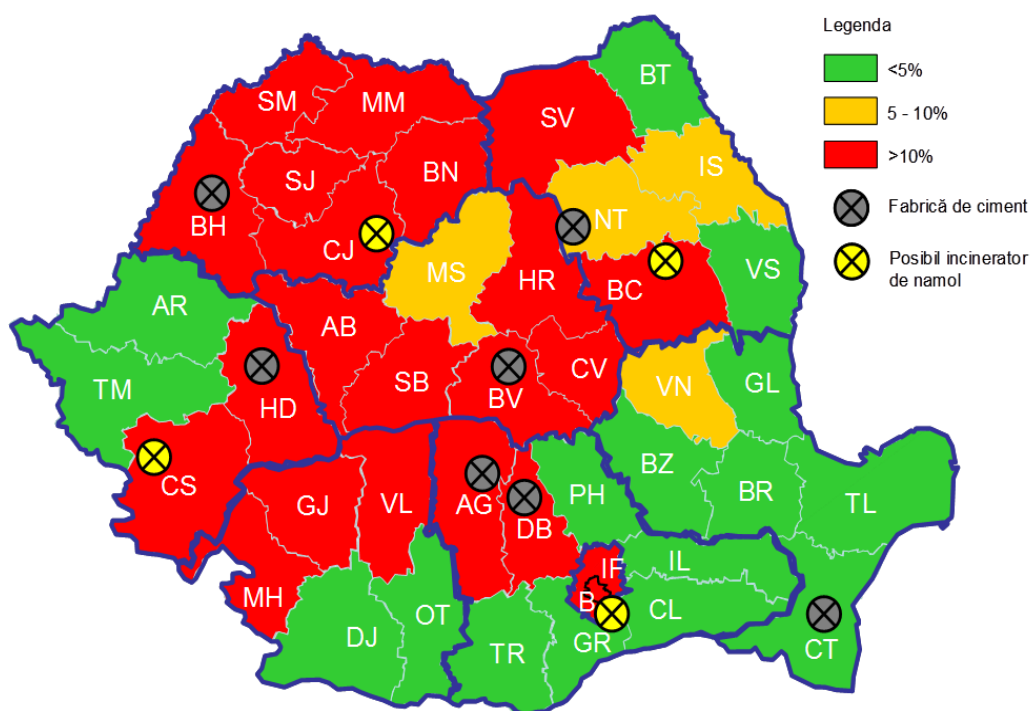 Legenda
<5%
5 - 10%
>10%
Fabrică de ciment
Posibil incinerator
de namol
BT
SM
MM
SV
IS
BN
SJ
BH
NT
CJ
VS
MS
HR
BC
AR
AB
CV
TM
SB
BV
VN
GL
HD
BZ
CS
PH
BR
TL
GJ
VL
AG
DB
IF
IL
MH
B
CL
OT
DJ
GR
CT
TR